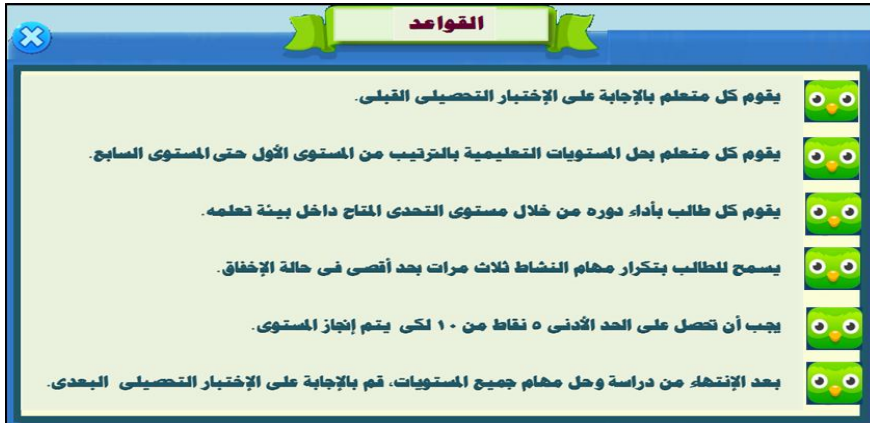 القواعد
يقوم كل متعلم بالإجابة على الإختبار التحصيلى القبلى.
يقوم كل متعلم بحل المستويات التعليمية بالترتيب من المستوى الأول حتى المستوى السابع.
يقوم كل طالب بأداء دوره من خلال مستوى التحدى المتاح داخل بيئة تعلمه.
يسمح للطالب بتكرار مهام النشاط ثلاث مرات بحد أقصى فى حالة الإخفاق.
يجب أن تحصل على الحد الأدنى ٥ نقاط من ١٠ لكى يتم إنجاز المستوى.
بعد الإنتهاء من دراسة وحل مهام جميع المستويات، قم بالإجابة على الإختبار التحصيلى البعدى.